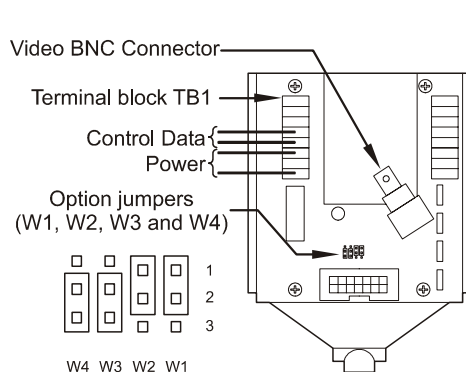 Video BNC Connector
Terminal block TB1
Control Data
Power
Option jumpers
(W1, W2, W3 and W4)
1
2
3
W4 W3 W2 W1